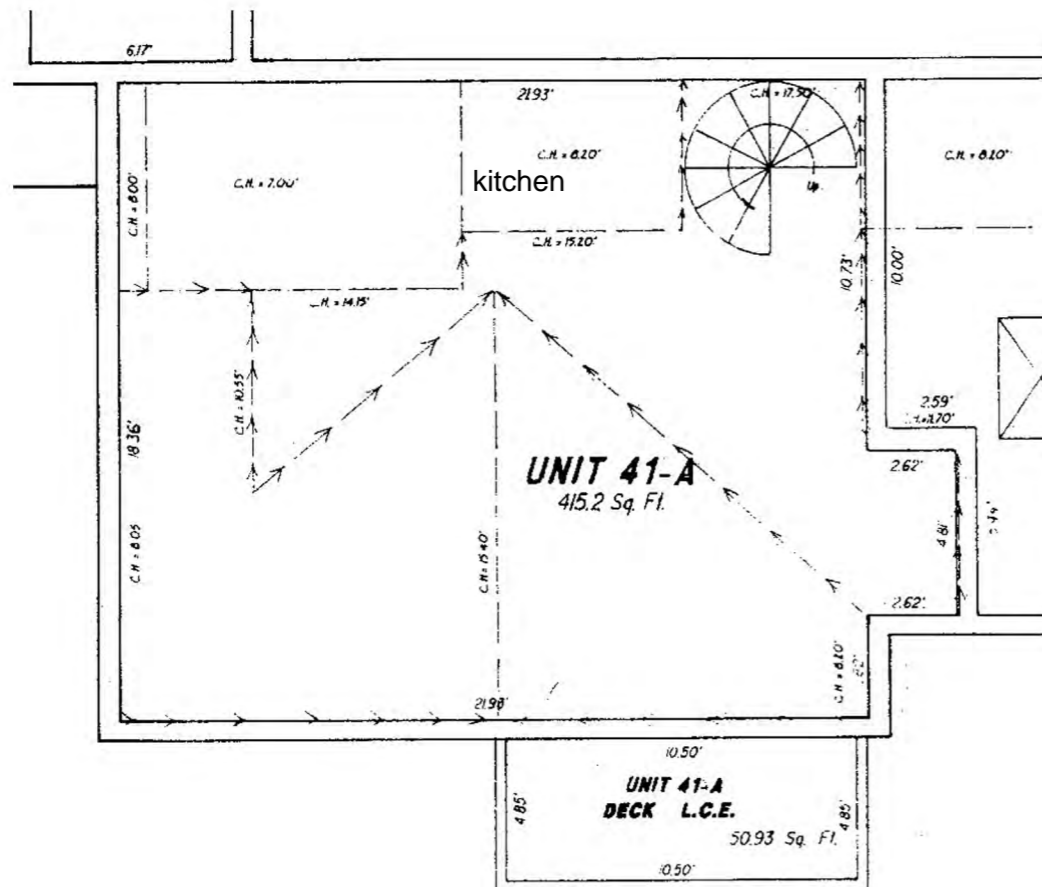 6.17'
21.93'
C.H. = 17.50'
C.H. = 8.20'
C.H. = 8.20'
C.H. = 7.00'
kitchen
Up.
C.H. = 8.00'
C.H. = 15.20'
10.73'
10.00'
C.H. = 14.15'
C.H. = 10.55'
2.59'
18.36'
UNIT 41-A
2.62'
415.2 Sq. Ft.
4.81'
C.H = 8.05
C.H = 15.40'
2.62'
C.H = 8.20'
21.98'
10.50'
UNIT 41-A
DECK L.C.E.
4.85'
4.85'
50.93 Sq. Ft.
10.50'